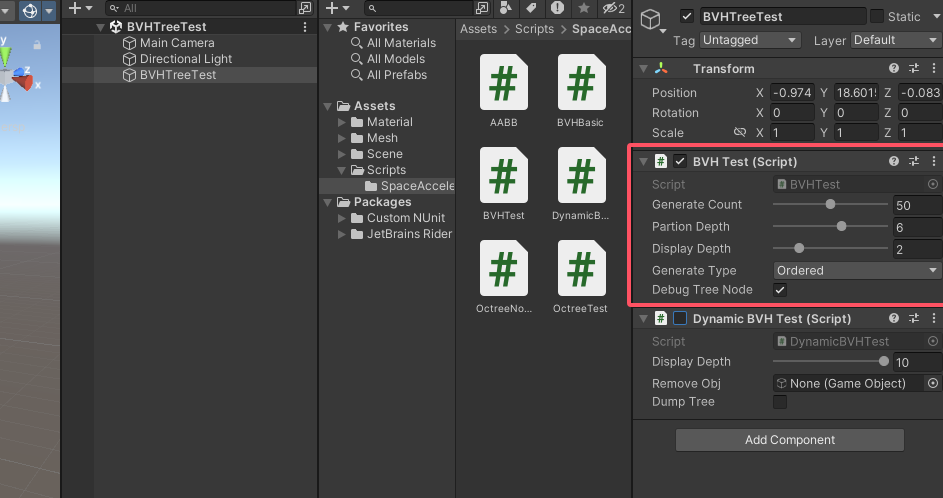 y
z
x
All
BVHTreeTest
Main Camera
Directional Light
BVHTreeTest
2
Favorites
All Materials
All Models
All Prefabs
Assets
Material
Mesh
Scene
Scripts
SpaceAccele
Packages
Custom NUnit
JetBrains Rider
Assets > Scripts > SpaceAcc
#
AABB
#
BVHBasic
#
BVHTest
#
DynamicB...
#
OctreeNo...
#
OctreeTest
BVHTreeTest
Static
Tag Untagged Layer Default
Transform
Position X -0.974 Y 18.601 Z -0.083
Rotation X 0 Y 0 Z 0
Scale X 1 Y 1 Z 1
# BVH Test (Script)
Script # BVHTest
Generate Count 50
Partion Depth 6
Display Depth 2
Generate Type Ordered
Debug Tree Node
# Dynamic BVH Test (Script)
Script # DynamicBVHTest
Display Depth 10
Remove Obj None (Game Object)
Dump Tree
Add Component